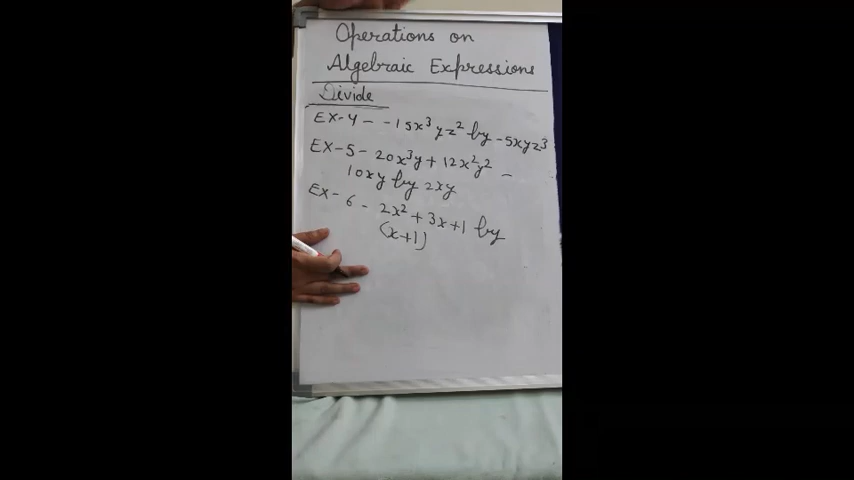 Operations on
Algebraic Expressions
Divide
EX-4 - -15x³yz² by -5xyz³
EX-5 - 20x³y + 12x²y² -
10xy by 2xy
EX-6 - 2x² + 3x+1 by
(x+1)